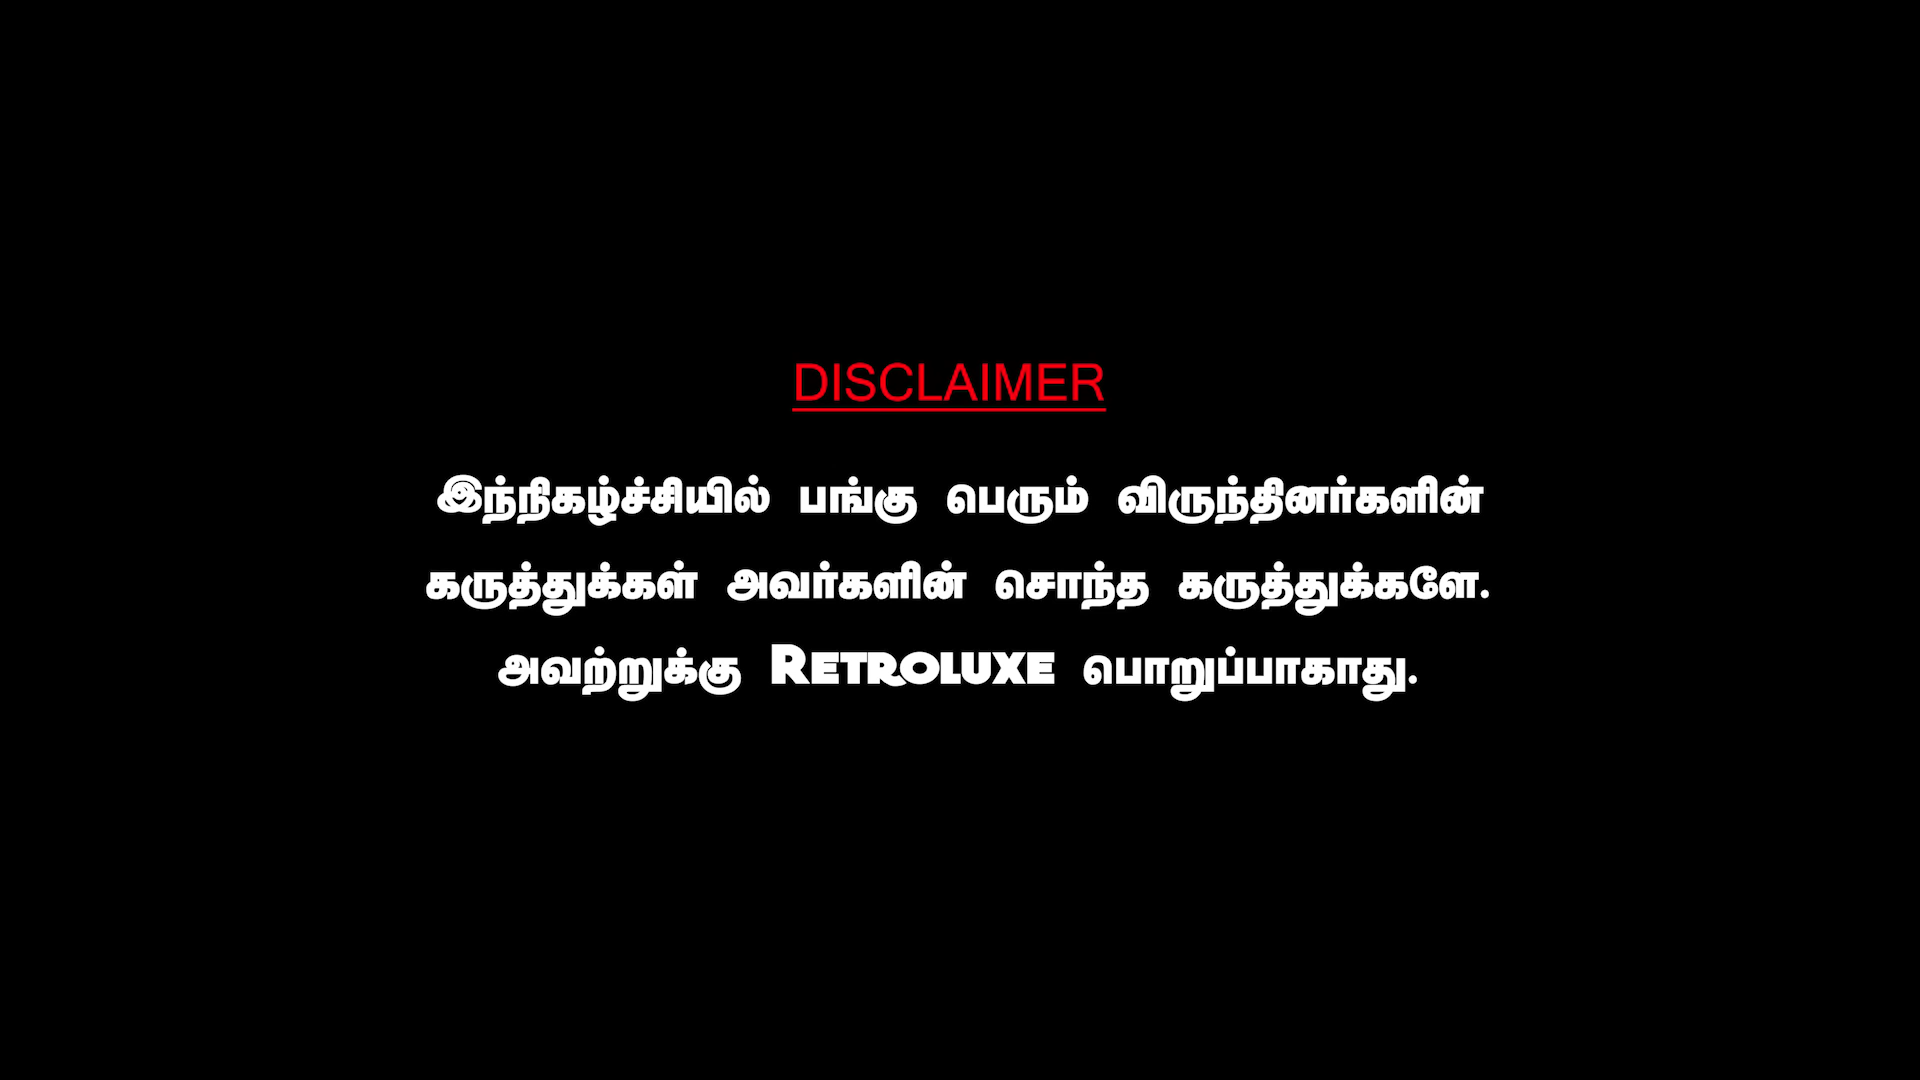 DISCLAIMER
இந்நிகழ்ச்சியில் பங்கு பெரும் விருந்தினர்களின்
கருத்துக்கள் அவர்களின் சொந்த கருத்துக்களே.
அவற்றுக்கு RETROLUXE பொறுப்பாகாது.